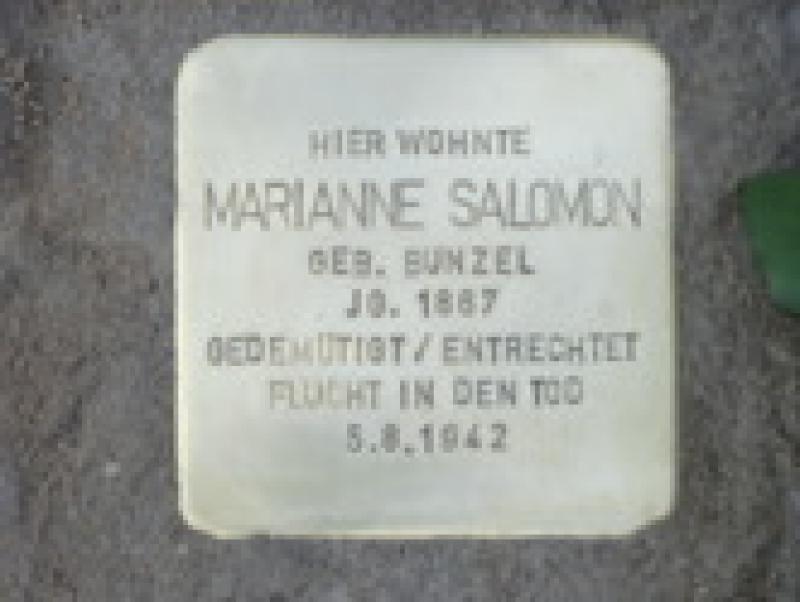 HIER WOHNTE
MARIANNE SALOMON
GEB. BUNZEL
JG. 1867
GEDEMÜTIGT / ENTRECHTET
FLUCHT IN DEN TOD
5.8.1942